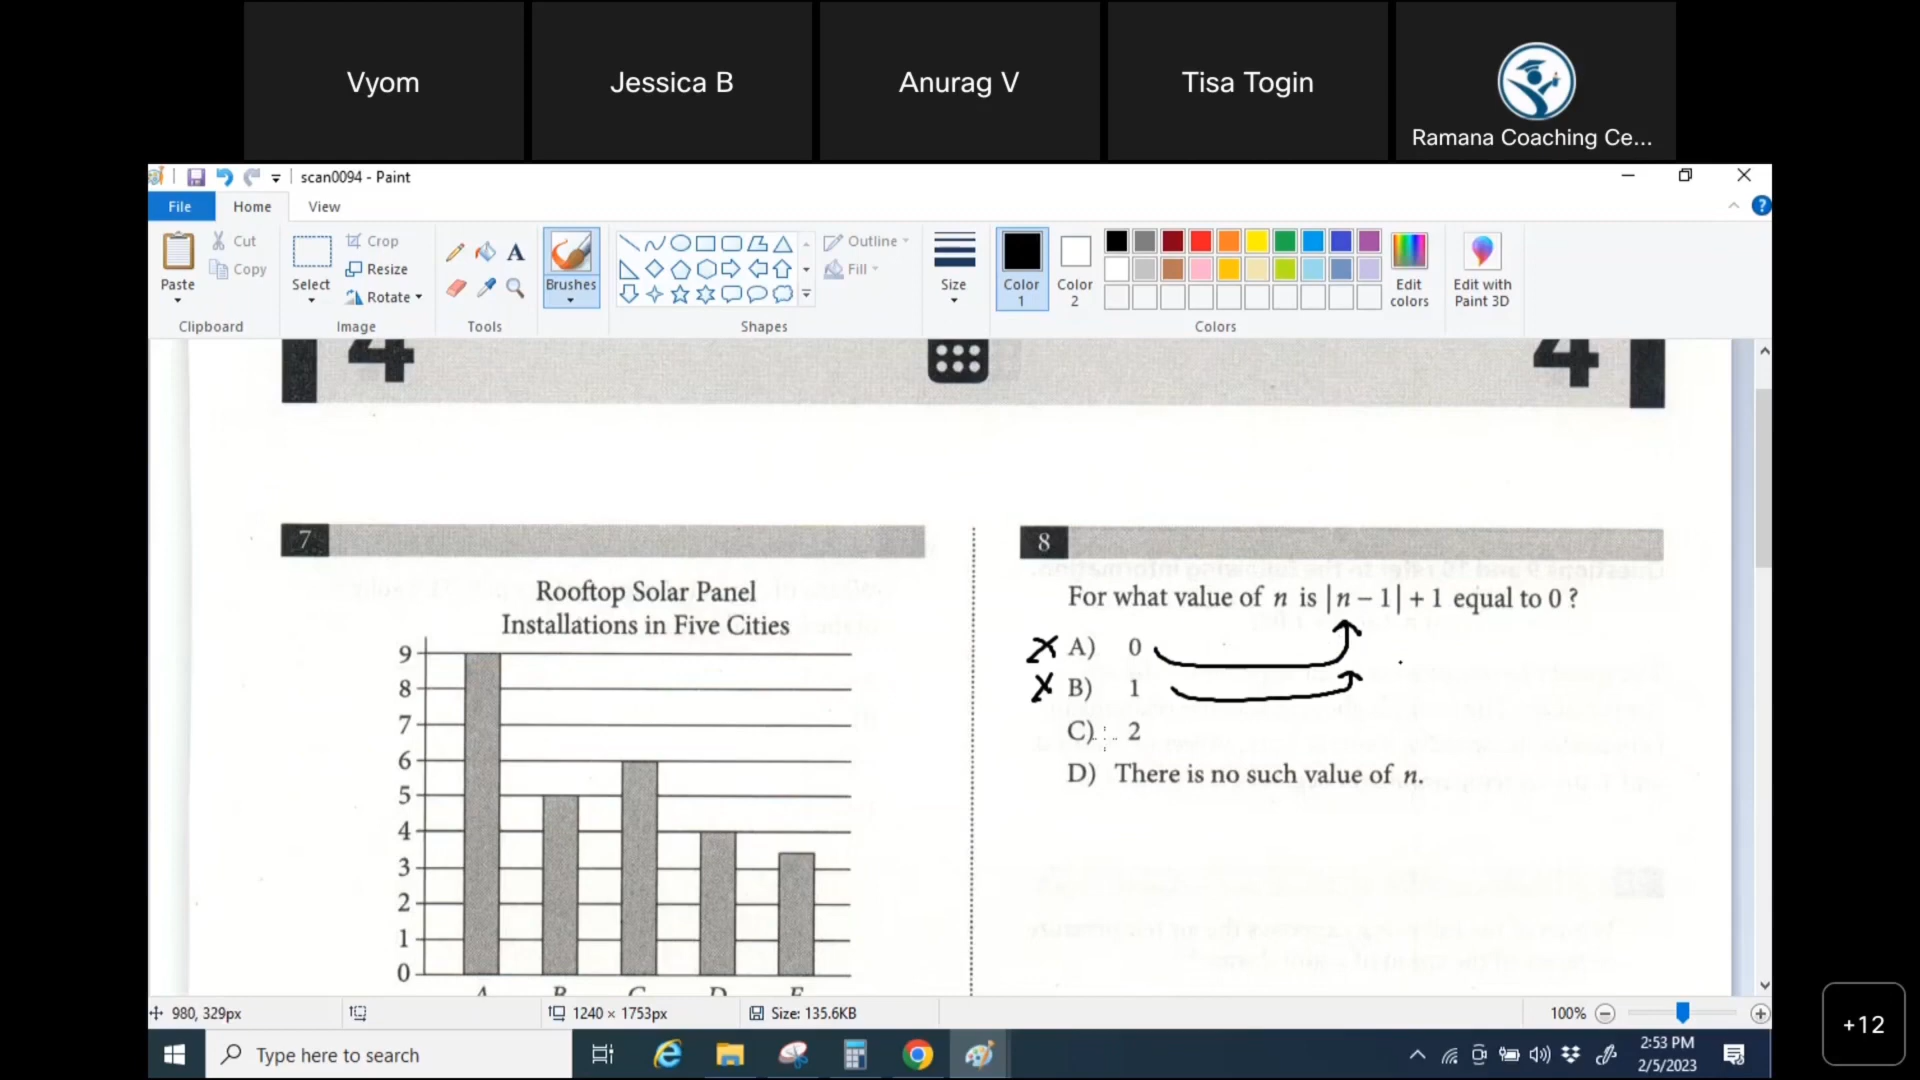 Vyom
Jessica B
Anurag V
Tisa Togin
Ramana Coaching Ce...
scan0094 - Paint
File Home View
Paste
Cut
Copy
Clipboard
Select
Crop
Resize
Rotate
Image
A
Tools
Brushes
Outline
Fill
Shapes
Size
Color 1
Color 2
Edit colors
Edit with Paint 3D
Colors
4
4
7
Rooftop Solar Panel
Installations in Five Cities
9
8
7
6
5
4
3
2
1
0
A B C D E
8
For what value of n is |n − 1| + 1 equal to 0 ?
X A) 0
X B) 1
C) 2
D) There is no such value of n.
980, 329px
1240 × 1753px
Size: 135.6KB
100%
Type here to search
2:53 PM
2/5/2023
+12